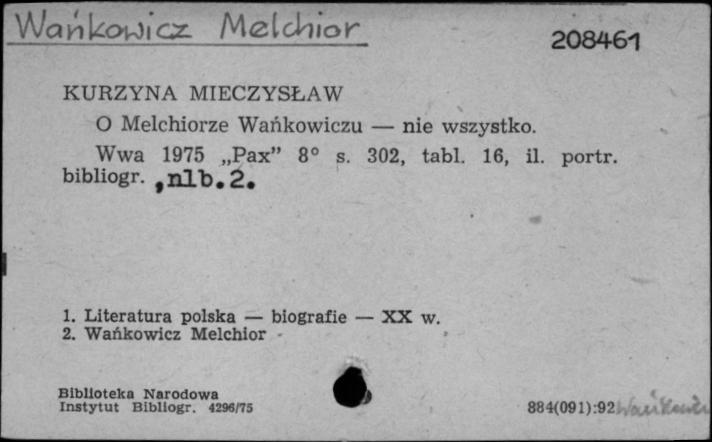 Wańkowicz Melchior
208461
KURZYNA MIECZYSŁAW
O Melchiorze Wańkowiczu — nie wszystko.
Wwa 1975 „Pax” 8° s. 302, tabl. 16, il. portr.
bibliogr. ,nlb.2.
1. Literatura polska — biografie — XX w.
2. Wańkowicz Melchior
Biblioteka Narodowa
Instytut Bibliogr. 4296/75
884(091):92